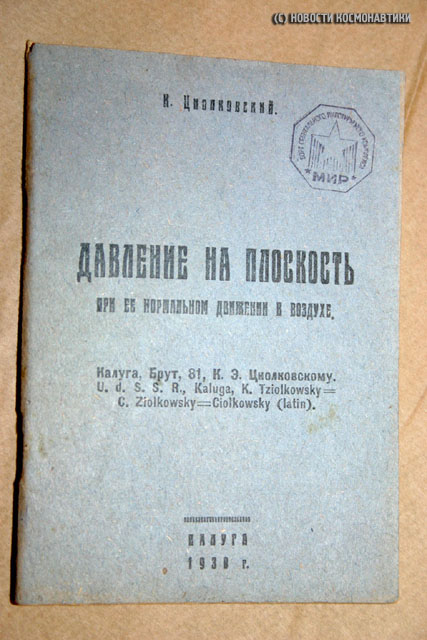 (C) НОВОСТИ КОСМОНАВТИКИ
К. Циолковский.
МИР
ДАВЛЕНИЕ НА ПЛОСКОСТЬ
ПРИ ЕЕ НОРМАЛЬНОМ ДВИЖЕНИИ В ВОЗДУХЕ.
Калуга, Брут, 81, К. Э. Циолковскому.
U. d. S. S. R., Kaluga, K. Tziolkowsky=
C. Ziolkowsky=Ciolkowsky (latin).
КАЛУГА
1930 г.